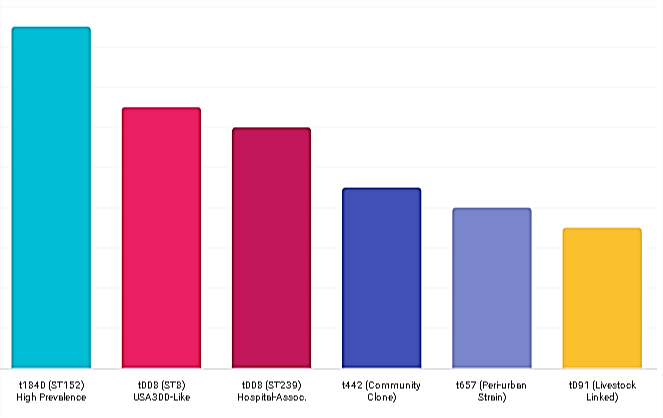 t1840 (ST152)
High Prevalence
t008 (ST8)
USA300-Like
t008 (ST239)
Hospital-Assoc.
t442 (Community
Clone)
t657 (Peri-urban
Strain)
t091 (Livestock
Linked)